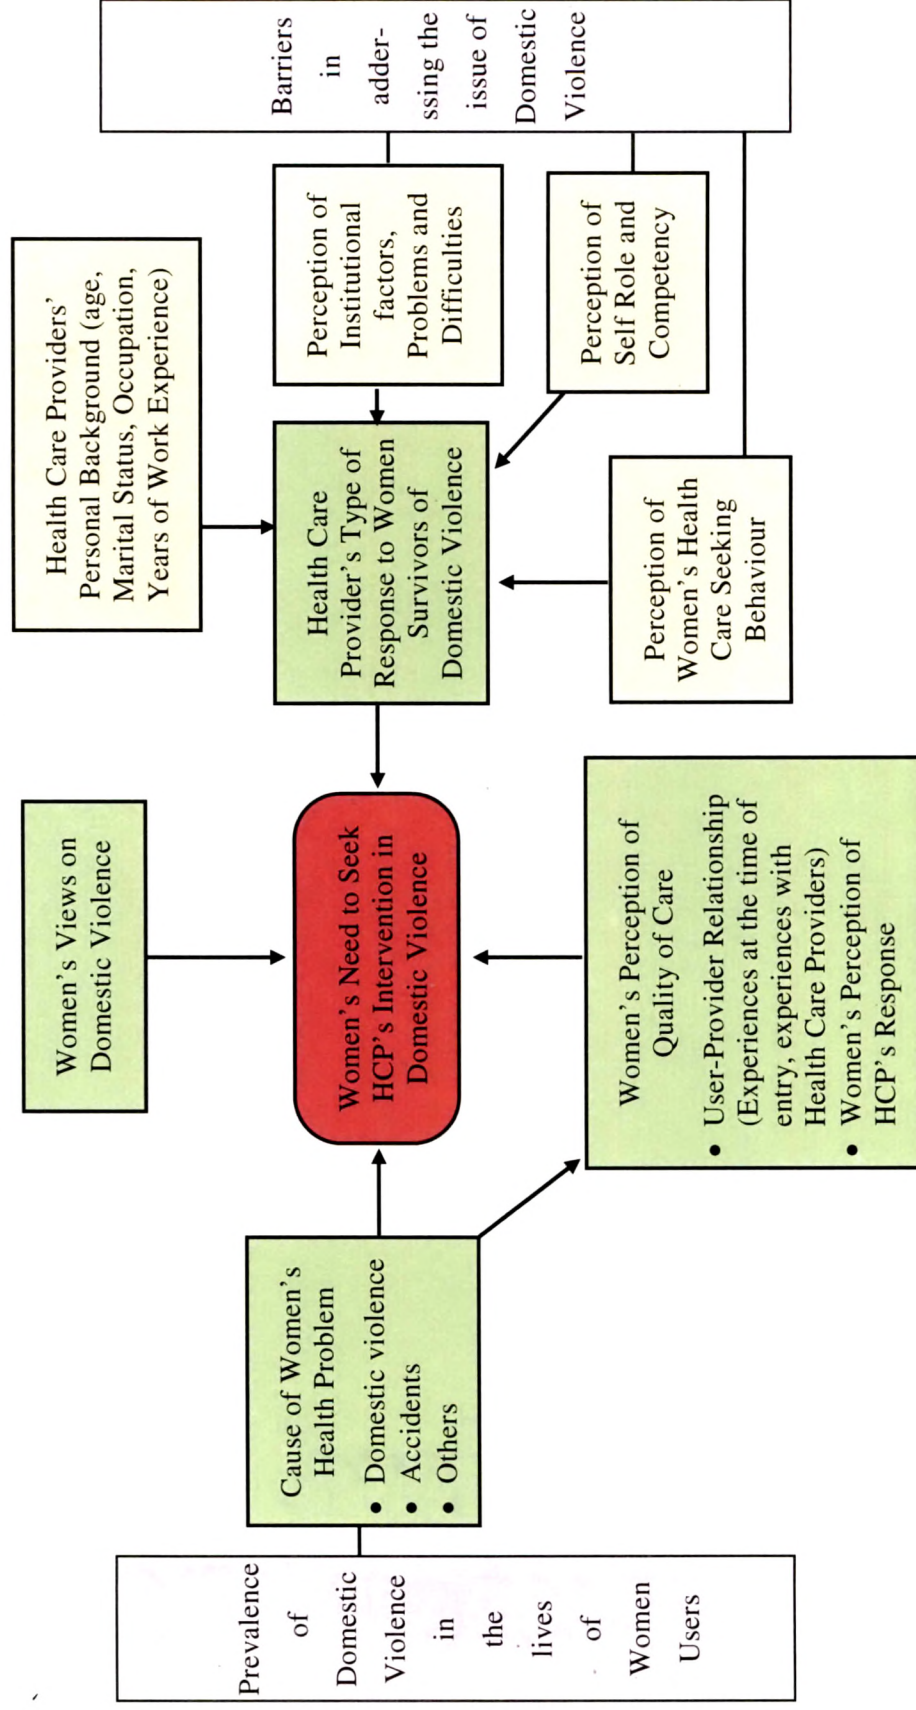 Prevalence
of
Domestic
Violence
in
the
lives
of
Women
Users
Cause of Women's
Health Problem
• Domestic violence
• Accidents
• Others
Women's Views on
Domestic Violence
Women's Need to Seek
HCP's Intervention in
Domestic Violence
Women's Perception of
Quality of Care
• User-Provider Relationship
(Experiences at the time of
entry, experiences with
Health Care Providers)
• Women's Perception of
HCP's Response
Health Care Providers'
Personal Background (age,
Marital Status, Occupation,
Years of Work Experience)
Health Care
Provider's Type of
Response to Women
Survivors of
Domestic Violence
Perception of
Women's Health
Care Seeking
Behaviour
Perception of
Institutional
factors,
Problems and
Difficulties
Perception of
Self Role and
Competency
Barriers
in
adder-
ssing the
issue of
Domestic
Violence